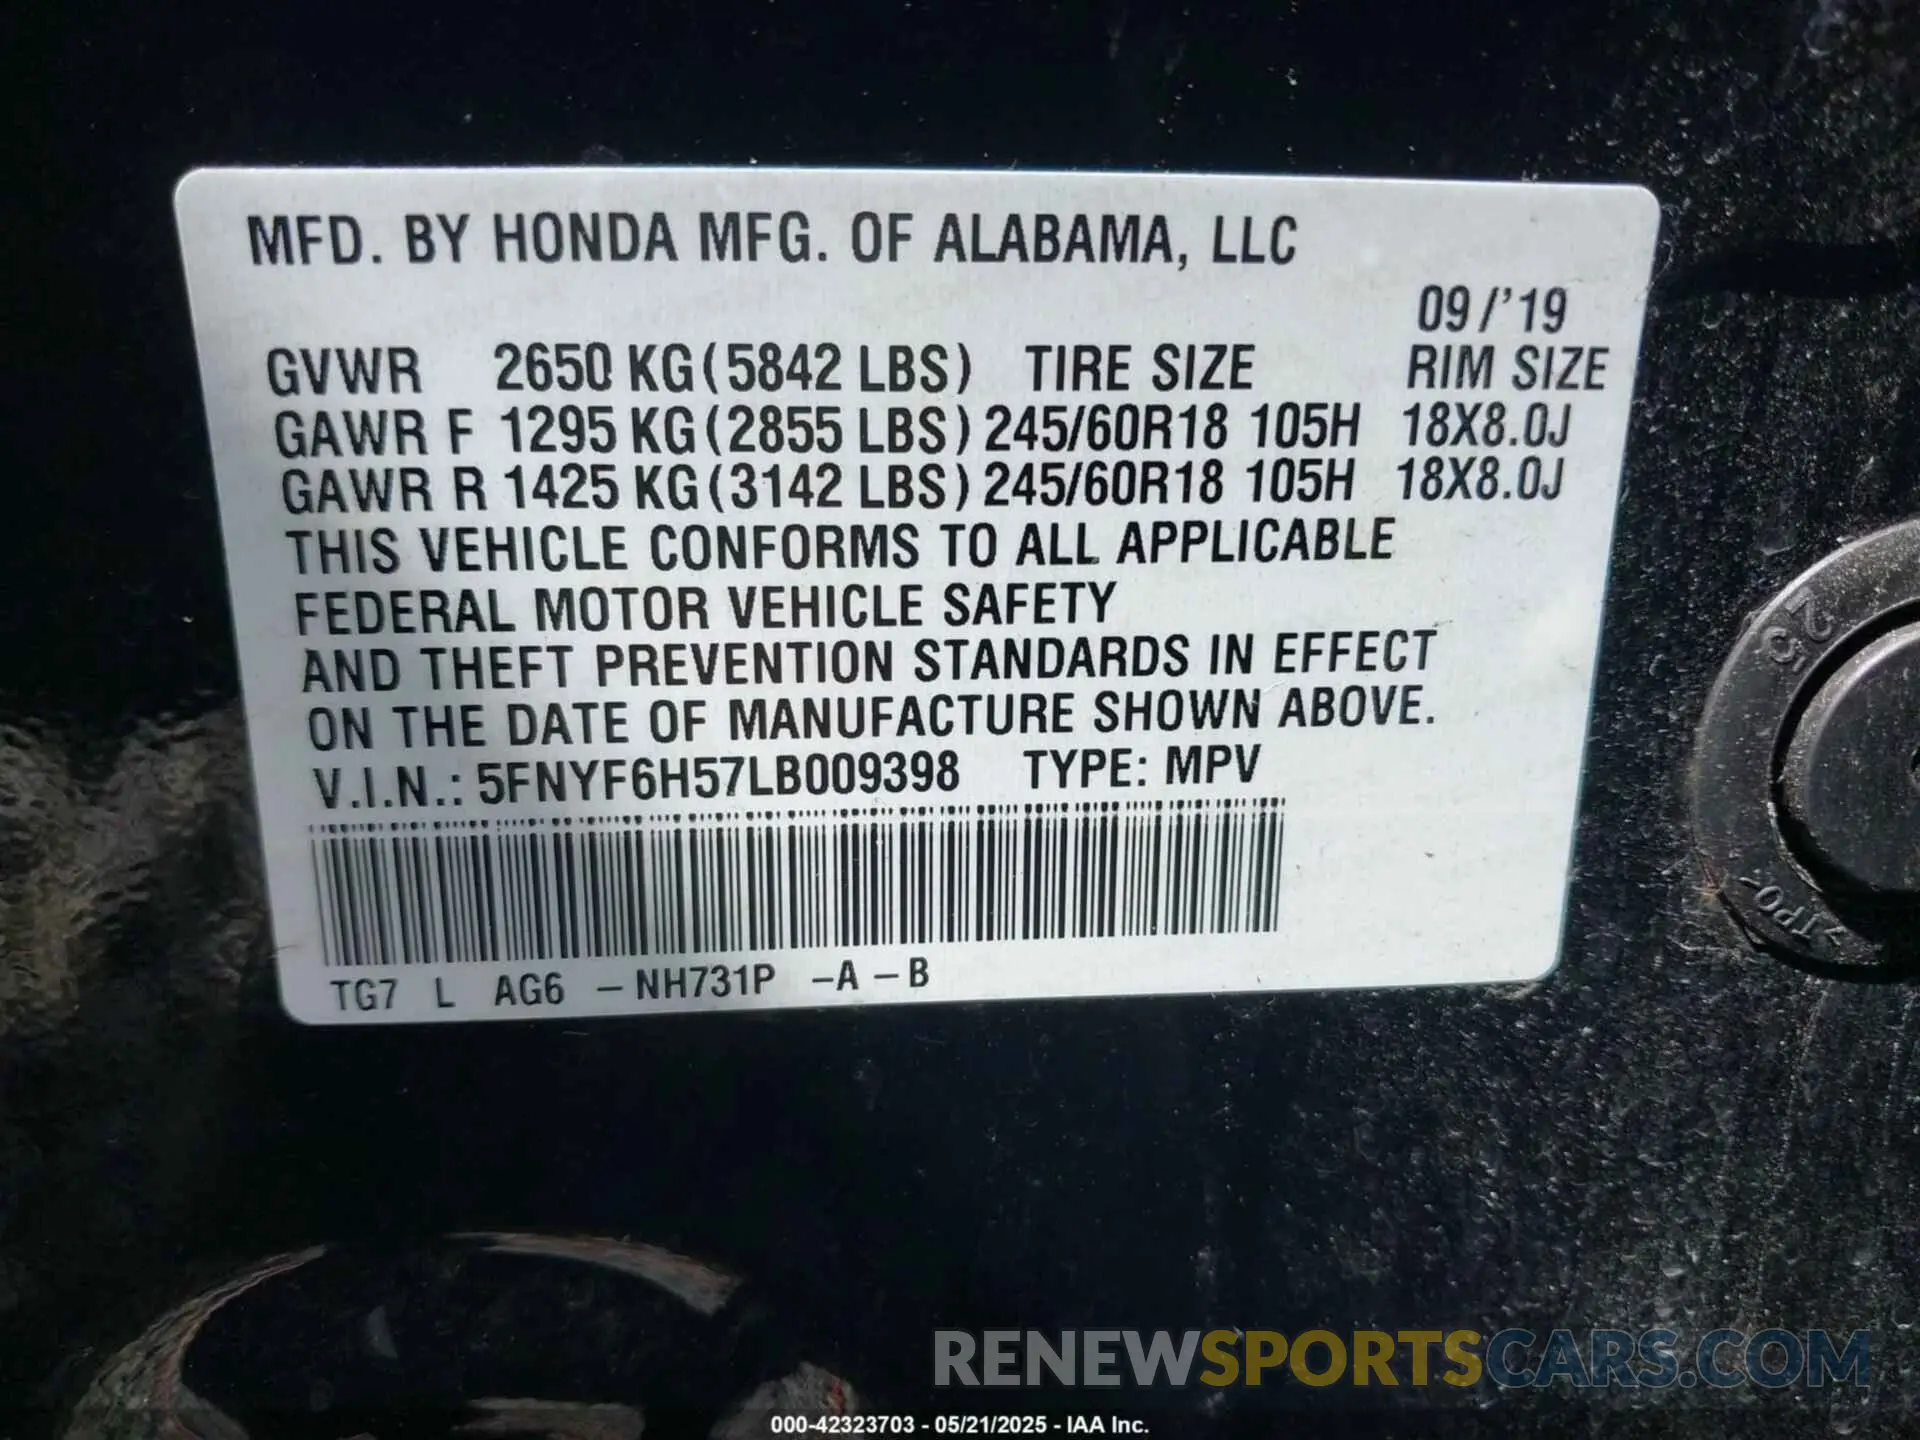 MFD. BY HONDA MFG. OF ALABAMA, LLC
09/'19
GVWR 2650 KG (5842 LBS) TIRE SIZE RIM SIZE
GAWR F 1295 KG (2855 LBS) 245/60R18 105H 18X8.0J
GAWR R 1425 KG (3142 LBS) 245/60R18 105H 18X8.0J
THIS VEHICLE CONFORMS TO ALL APPLICABLE
FEDERAL MOTOR VEHICLE SAFETY
AND THEFT PREVENTION STANDARDS IN EFFECT
ON THE DATE OF MANUFACTURE SHOWN ABOVE.
V.I.N.: 5FNYF6H57LB009398 TYPE: MPV
TG7 L AG6 – NH731P –A – B
25
RENEWSPORTSCARS.COM
000-42323703 - 05/21/2025 - IAA Inc.